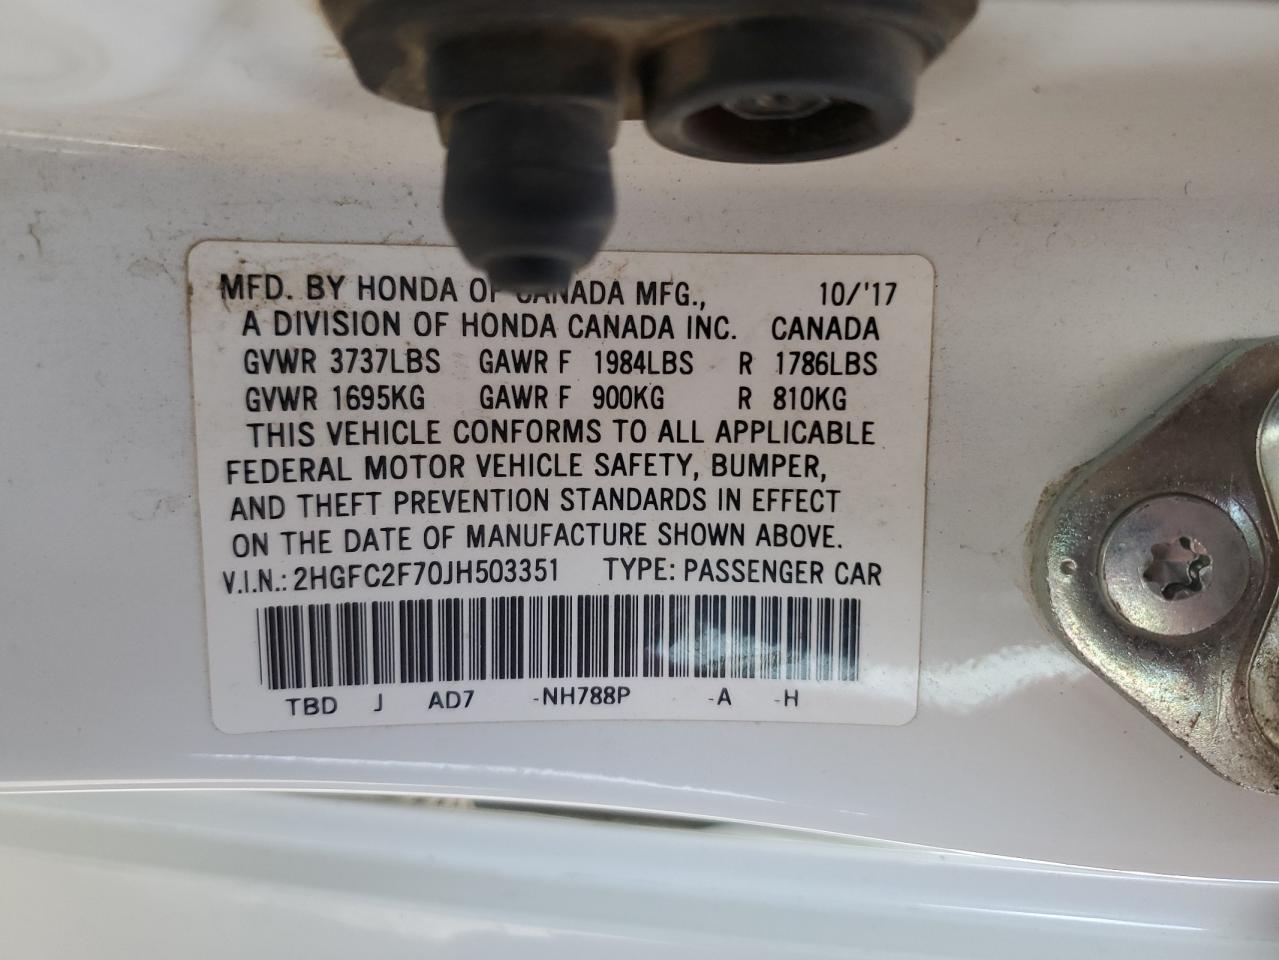 MFD. BY HONDA OF CANADA MFG., 10/'17
A DIVISION OF HONDA CANADA INC. CANADA
GVWR 3737LBS GAWR F 1984LBS R 1786LBS
GVWR 1695KG GAWR F 900KG R 810KG
THIS VEHICLE CONFORMS TO ALL APPLICABLE
FEDERAL MOTOR VEHICLE SAFETY, BUMPER,
AND THEFT PREVENTION STANDARDS IN EFFECT
ON THE DATE OF MANUFACTURE SHOWN ABOVE.
V.I.N.: 2HGFC2F70JH503351 TYPE: PASSENGER CAR
TBD J AD7 -NH788P -A -H